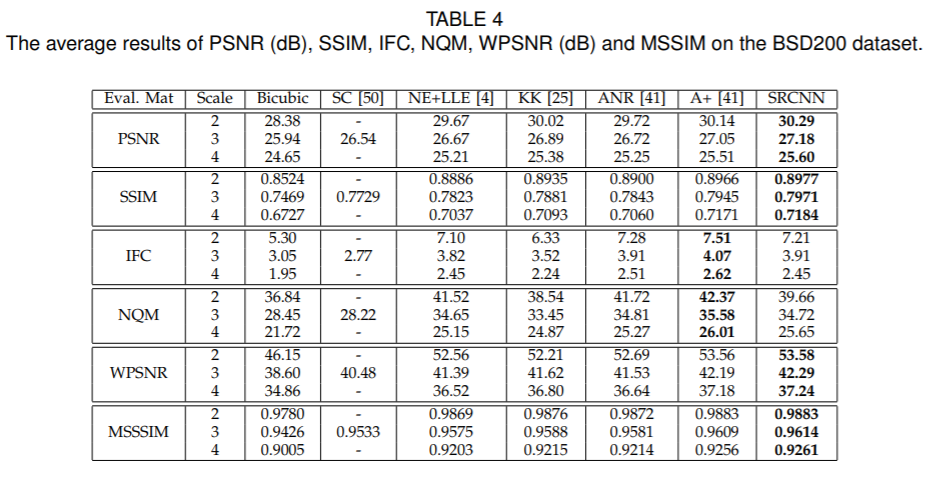 TABLE 4
The average results of PSNR (dB), SSIM, IFC, NQM, WPSNR (dB) and MSSIM on the BSD200 dataset.
Eval. Mat Scale Bicubic SC [50] NE+LLE [4] KK [25] ANR [41] A+ [41] SRCNN
2 28.38 - 29.67 30.02 29.72 30.14 30.29
PSNR 3 25.94 26.54 26.67 26.89 26.72 27.05 27.18
4 24.65 - 25.21 25.38 25.25 25.51 25.60
2 0.8524 - 0.8886 0.8935 0.8900 0.8966 0.8977
SSIM 3 0.7469 0.7729 0.7823 0.7881 0.7843 0.7945 0.7971
4 0.6727 - 0.7037 0.7093 0.7060 0.7171 0.7184
2 5.30 - 7.10 6.33 7.28 7.51 7.21
IFC 3 3.05 2.77 3.82 3.52 3.91 4.07 3.91
4 1.95 - 2.45 2.24 2.51 2.62 2.45
2 36.84 - 41.52 38.54 41.72 42.37 39.66
NQM 3 28.45 28.22 34.65 33.45 34.81 35.58 34.72
4 21.72 - 25.15 24.87 25.27 26.01 25.65
2 46.15 - 52.56 52.21 52.69 53.56 53.58
WPSNR 3 38.60 40.48 41.39 41.62 41.53 42.19 42.29
4 34.86 - 36.52 36.80 36.64 37.18 37.24
2 0.9780 - 0.9869 0.9876 0.9872 0.9883 0.9883
MSSSIM 3 0.9426 0.9533 0.9575 0.9588 0.9581 0.9609 0.9614
4 0.9005 - 0.9203 0.9215 0.9214 0.9256 0.9261